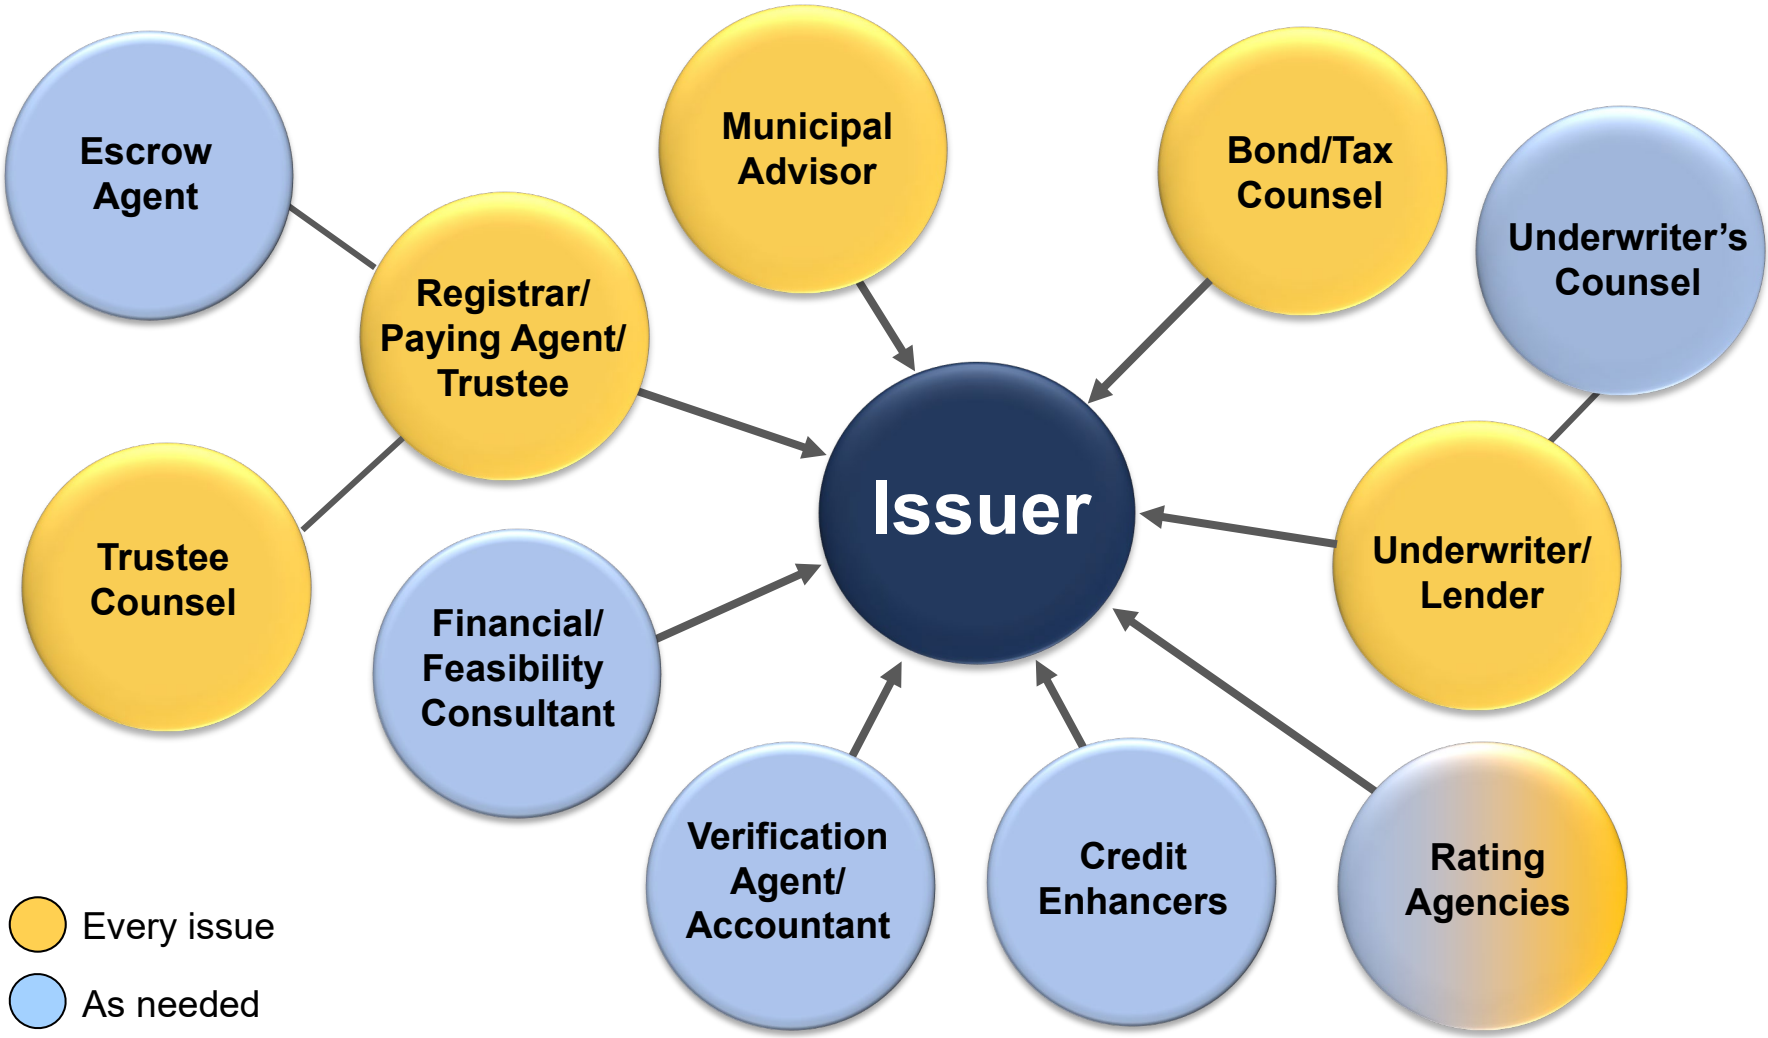 Escrow
Agent
Municipal
Advisor
Bond/Tax
Counsel
Underwriter’s
Counsel
Registrar/
Paying Agent/
Trustee
Issuer
Trustee
Counsel
Financial/
Feasibility
Consultant
Underwriter/
Lender
Verification
Agent/
Accountant
Credit
Enhancers
Rating
Agencies
Every issue
As needed